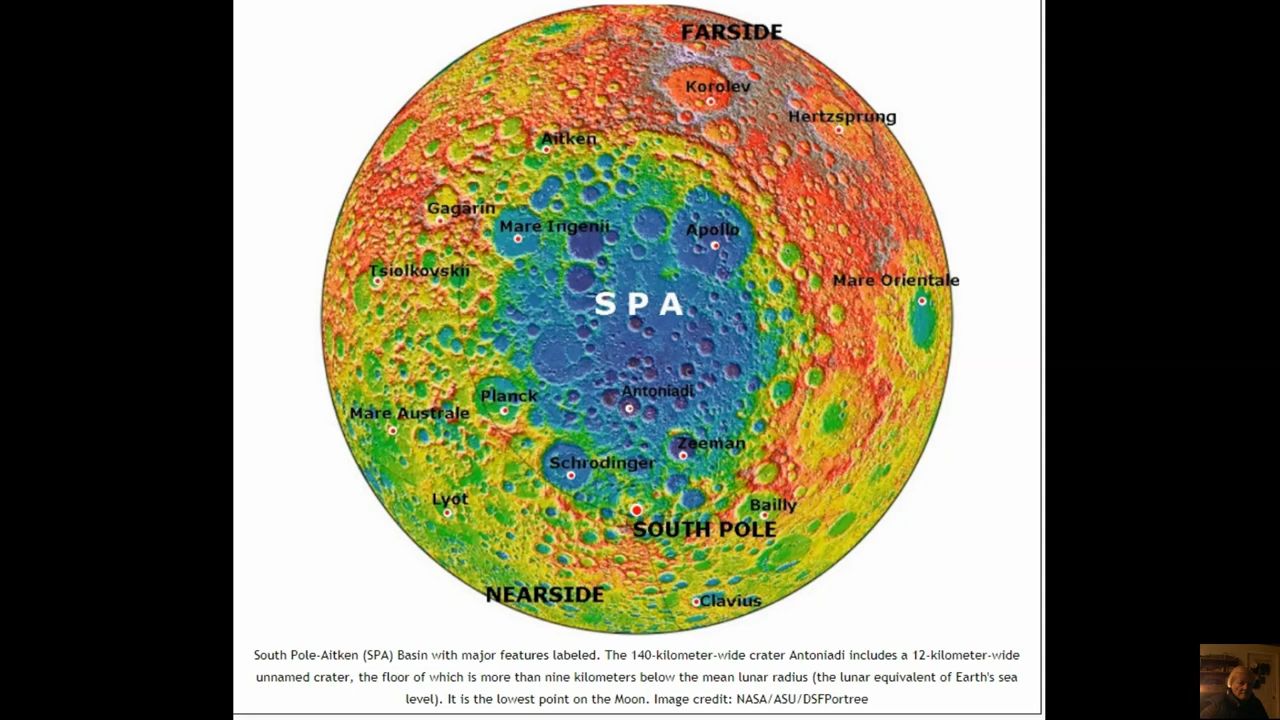 FARSIDE
Korolev
Hertzsprung
Aitken
Gagarin
Mare Ingenii
Apollo
Tsiolkovskii
Mare Orientale
S P A
Antoniadi
Planck
Mare Australe
Zeeman
Schrodinger
Lyot
Bailly
SOUTH POLE
NEARSIDE
Clavius
South Pole-Aitken (SPA) Basin with major features labeled. The 140-kilometer-wide crater Antoniadi includes a 12-kilometer-wide
unnamed crater, the floor of which is more than nine kilometers below the mean lunar radius (the lunar equivalent of Earth's sea
level). It is the lowest point on the Moon. Image credit: NASA/ASU/DSFPortree